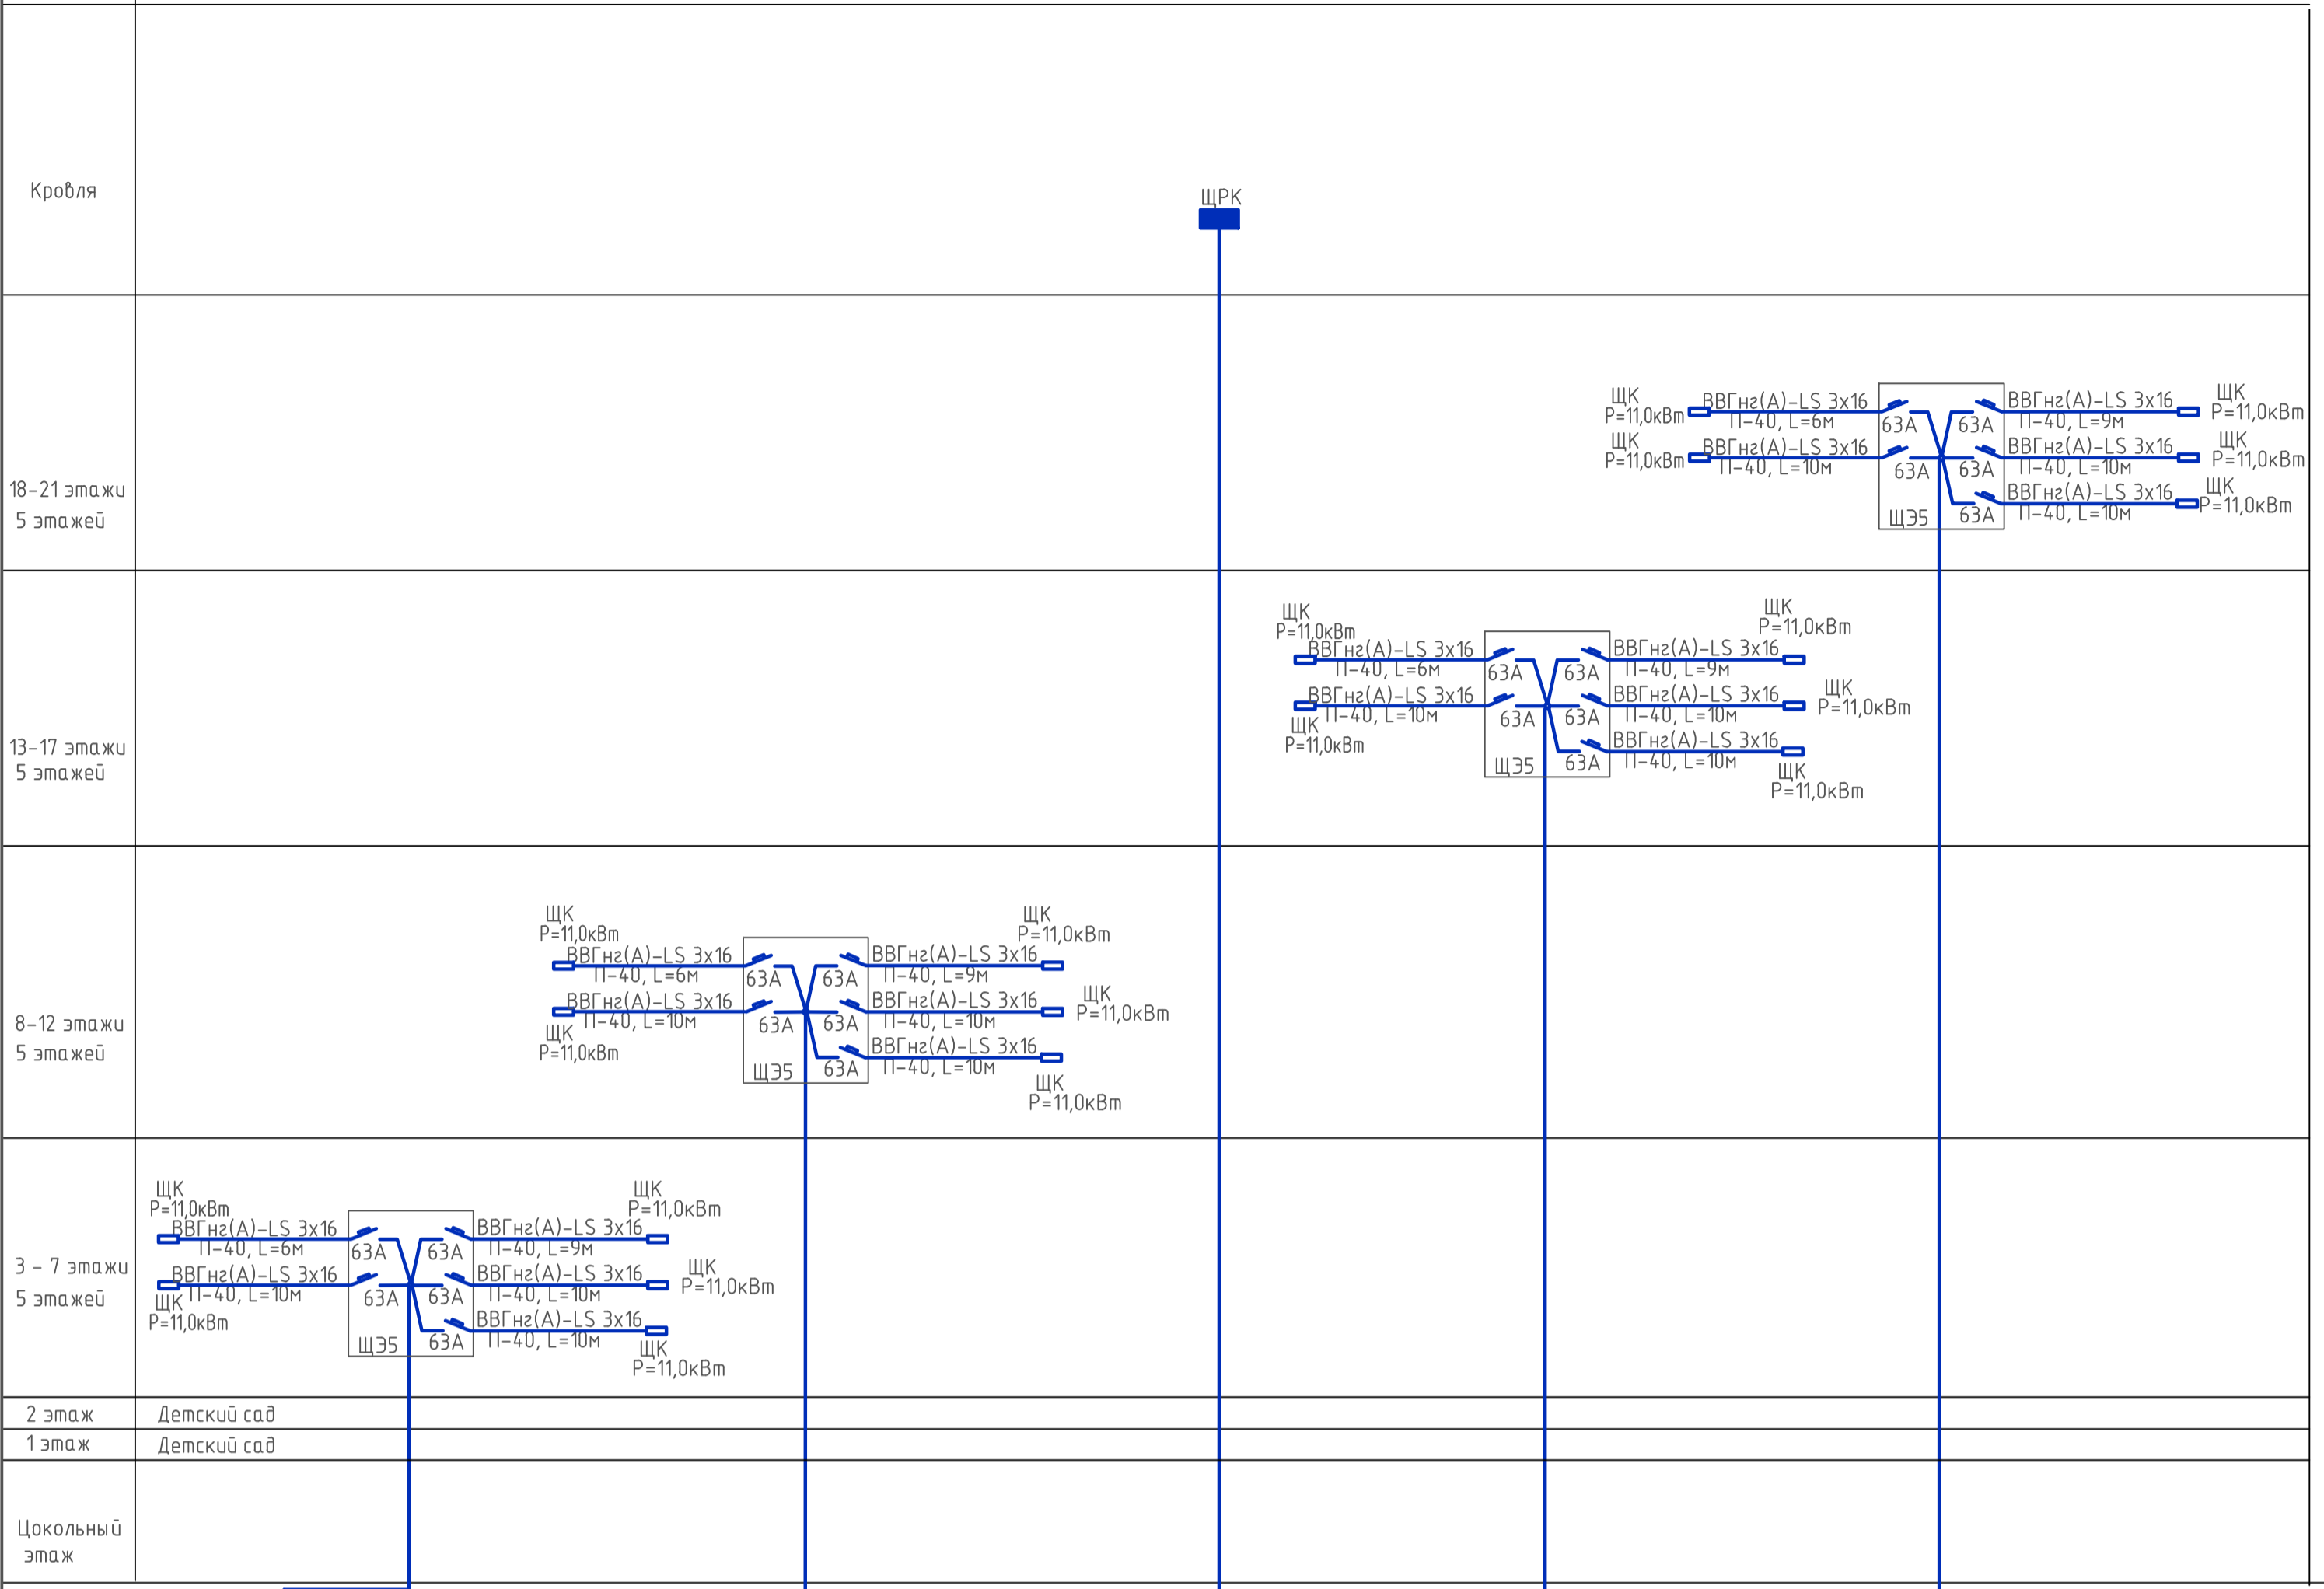 Кровля
ЩРК
18-21 этажи
5 этажей
ЩК
P=11,0кВт
ВВГнг(А)-LS 3х16
П-40, L=6м
ЩК
P=11,0кВт
ВВГнг(А)-LS 3х16
П-40, L=10м
63А
63А
63А
63А
63А
ЩЭ5
ВВГнг(А)-LS 3х16
П-40, L=9м
ЩК
P=11,0кВт
ВВГнг(А)-LS 3х16
П-40, L=10м
ЩК
P=11,0кВт
ВВГнг(А)-LS 3х16
П-40, L=10м
ЩК
P=11,0кВт
13-17 этажи
5 этажей
ЩК
P=11,0кВт
ВВГнг(А)-LS 3х16
П-40, L=6м
ВВГнг(А)-LS 3х16
П-40, L=10м
ЩК
P=11,0кВт
63А
63А
63А
63А
63А
ЩЭ5
ЩК
P=11,0кВт
ВВГнг(А)-LS 3х16
П-40, L=9м
ВВГнг(А)-LS 3х16
П-40, L=10м
ЩК
P=11,0кВт
ВВГнг(А)-LS 3х16
П-40, L=10м
ЩК
P=11,0кВт
8-12 этажи
5 этажей
ЩК
P=11,0кВт
ВВГнг(А)-LS 3х16
П-40, L=6м
ВВГнг(А)-LS 3х16
П-40, L=10м
ЩК
P=11,0кВт
63А
63А
63А
63А
63А
ЩЭ5
ЩК
P=11,0кВт
ВВГнг(А)-LS 3х16
П-40, L=9м
ВВГнг(А)-LS 3х16
П-40, L=10м
ЩК
P=11,0кВт
ВВГнг(А)-LS 3х16
П-40, L=10м
ЩК
P=11,0кВт
3 - 7 этажи
5 этажей
ЩК
P=11,0кВт
ВВГнг(А)-LS 3х16
П-40, L=6м
ВВГнг(А)-LS 3х16
П-40, L=10м
ЩК
P=11,0кВт
63А
63А
63А
63А
63А
ЩЭ5
ЩК
P=11,0кВт
ВВГнг(А)-LS 3х16
П-40, L=9м
ВВГнг(А)-LS 3х16
П-40, L=10м
ЩК
P=11,0кВт
ВВГнг(А)-LS 3х16
П-40, L=10м
ЩК
P=11,0кВт
2 этаж
Детский сад
1 этаж
Детский сад
Цокольный
этаж